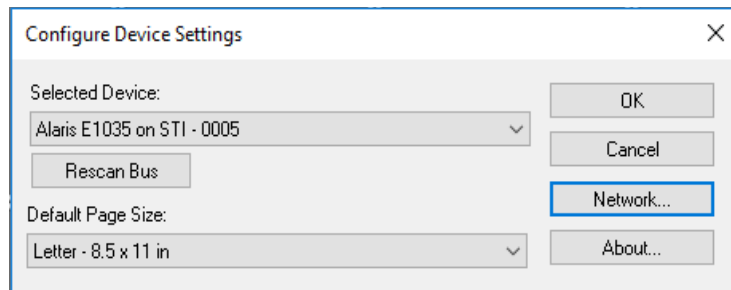 Configure Device Settings
Selected Device:
Alaris E1035 on STI - 0005
Rescan Bus
Default Page Size:
Letter - 8.5 x 11 in
OK
Cancel
Network...
About...